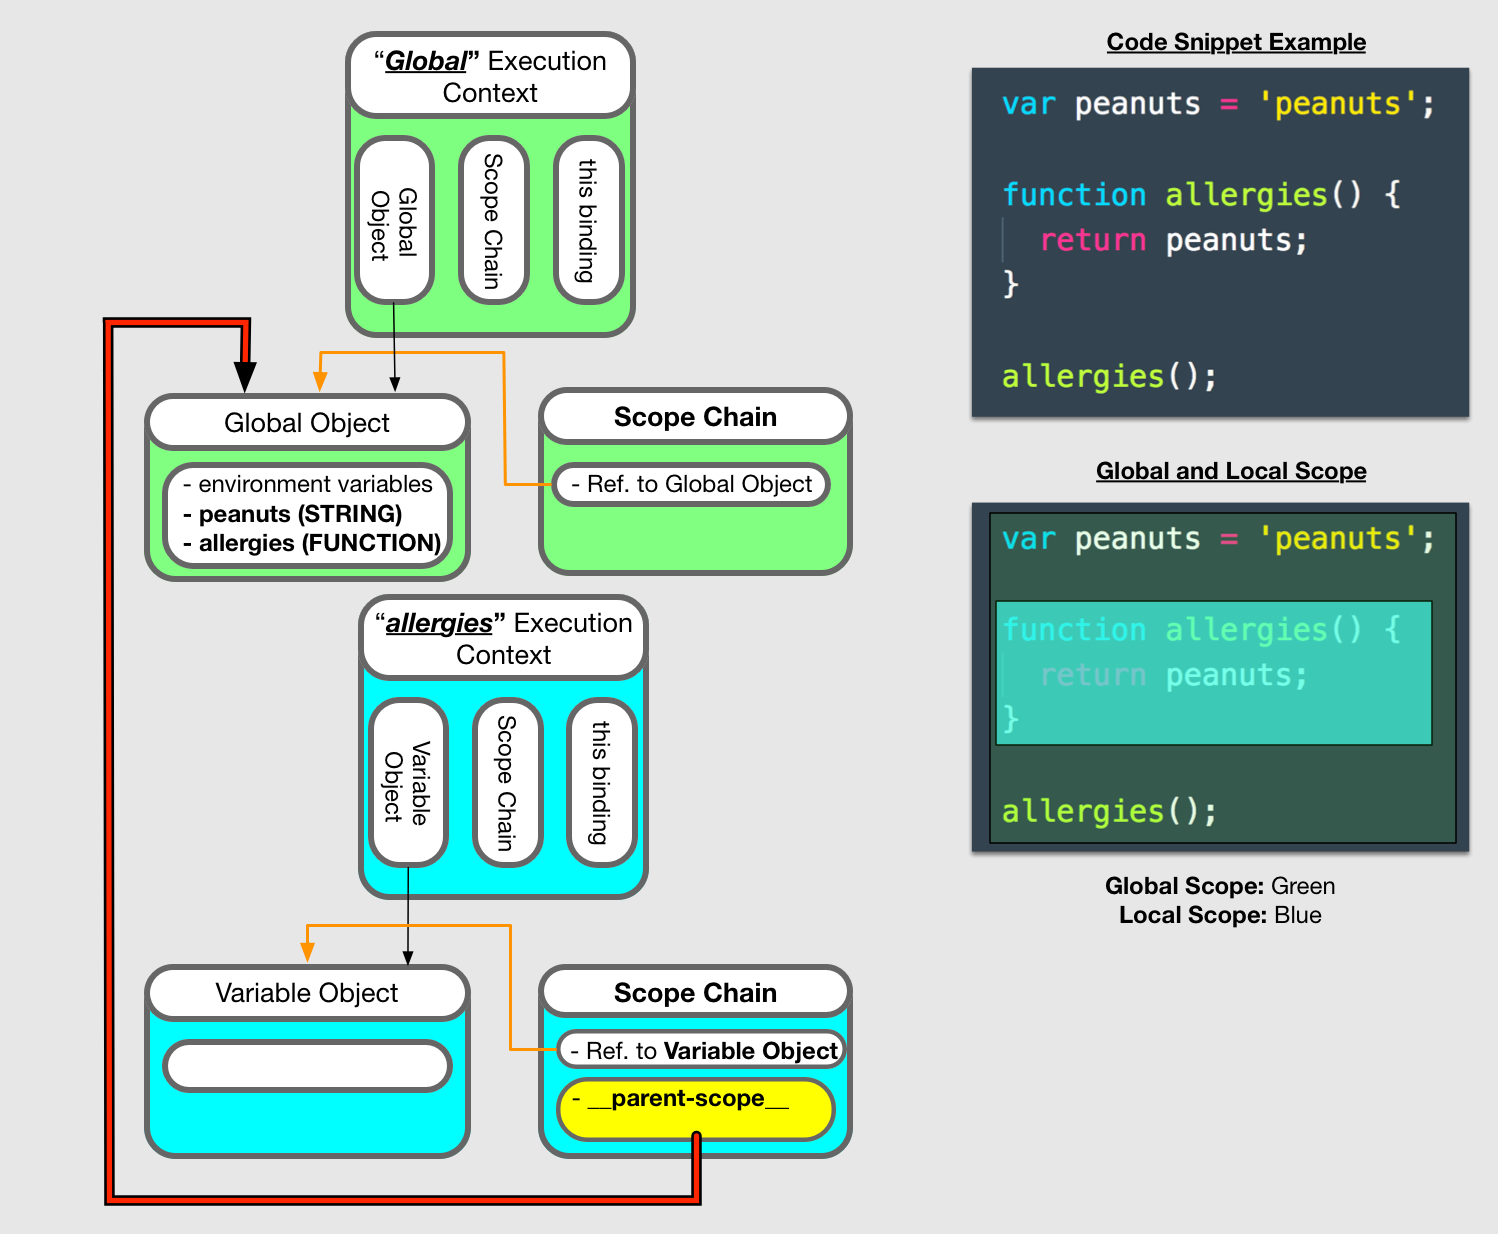 “Global” Execution
Context
Global
Object
Scope Chain
this binding
Global Object
- environment variables
- peanuts (STRING)
- allergies (FUNCTION)
Scope Chain
- Ref. to Global Object
“allergies” Execution
Context
Variable
Object
Scope Chain
this binding
Variable Object
Scope Chain
- Ref. to Variable Object
- __parent-scope__
Code Snippet Example
var peanuts = 'peanuts';
function allergies() {
return peanuts;
}
allergies();
Global and Local Scope
var peanuts = 'peanuts';
function allergies() {
return peanuts;
}
allergies();
Global Scope: Green
Local Scope: Blue